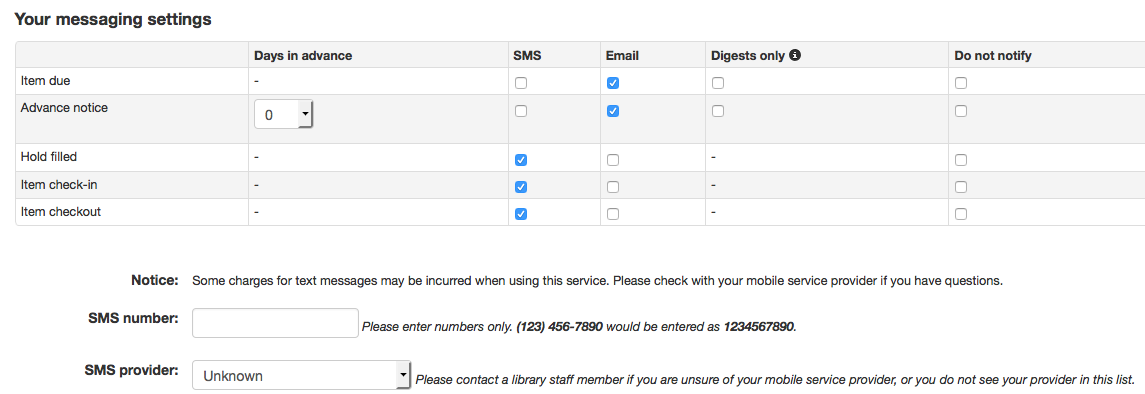 Your messaging settings
Days in advance SMS Email Digests only Do not notify
Item due -
Advance notice 0
Hold filled - -
Item check-in - -
Item checkout - -
Notice: Some charges for text messages may be incurred when using this service. Please check with your mobile service provider if you have questions.
SMS number: Please enter numbers only. (123) 456-7890 would be entered as 1234567890.
SMS provider: Unknown Please contact a library staff member if you are unsure of your mobile service provider, or you do not see your provider in this list.